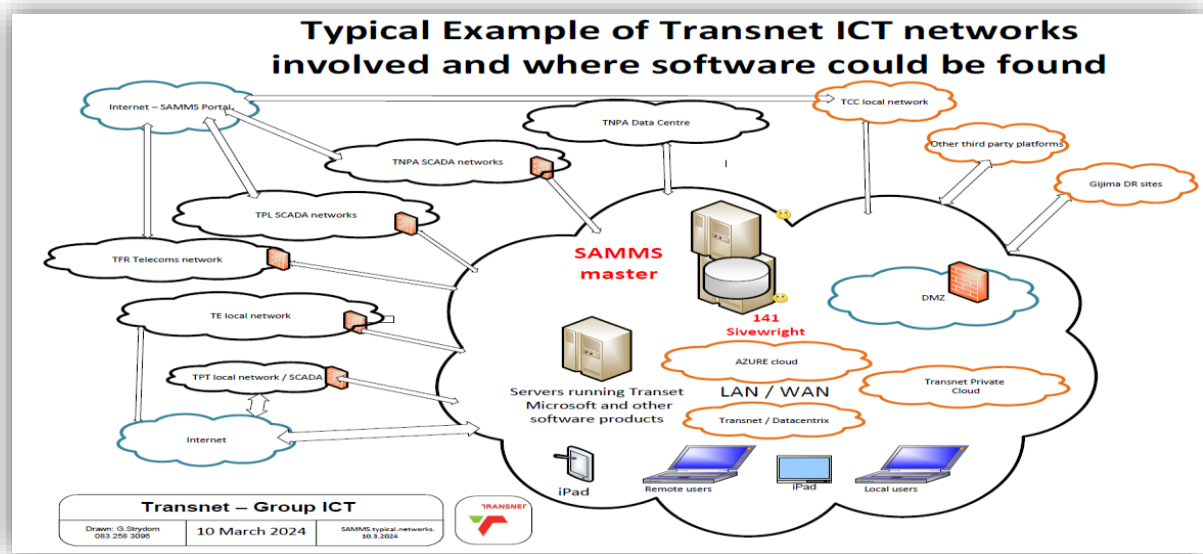 Typical Example of Transnet ICT networks
involved and where software could be found
Internet – SAMMS Portal
TCC local network
TNPA Data Centre
Other third party platforms
TNPA SCADA networks
Gijima DR sites
TPL SCADA networks
SAMMS
master
TFR Telecoms network
DMZ
141
Sivewright
TE local network
AZURE cloud
TPT local network / SCADA
Servers running Transet
Microsoft and other
software products
LAN / WAN
Transnet Private
Cloud
Transnet / Datacentrix
Internet
iPad
Remote users
iPad
Local users
Transnet – Group ICT
Drawn: G.Strydom
083 258 3096
10 March 2024
SAMMS.typical.networks.
10.3.2024
TRANSNET